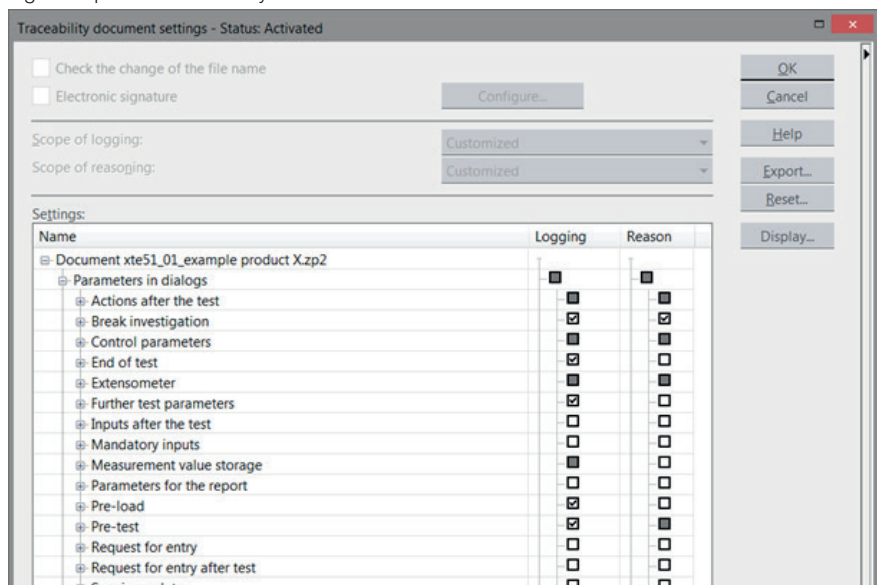 Traceability document settings - Status: Activated
Check the change of the file name
OK
Electronic signature
Configure...
Cancel
Scope of logging:
Customized
Help
Scope of reasoning:
Customized
Export...
Reset...
Settings:
Name Logging Reason
Display...
Document xte51_01_example product X.zp2
Parameters in dialogs
Actions after the test
Break investigation
Control parameters
End of test
Extensometer
Further test parameters
Inputs after the test
Mandatory inputs
Measurement value storage
Parameters for the report
Pre-load
Pre-test
Request for entry
Request for entry after test